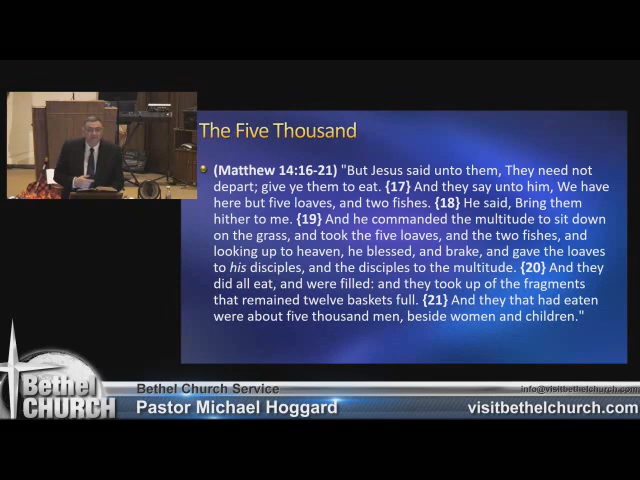 The Five Thousand
(Matthew 14:16-21) "But Jesus said unto them, They need not
depart; give ye them to eat. {17} And they say unto him, We have
here but five loaves, and two fishes. {18} He said, Bring them
hither to me. {19} And he commanded the multitude to sit down
on the grass, and took the five loaves, and the two fishes, and
looking up to heaven, he blessed, and brake, and gave the loaves
to his disciples, and the disciples to the multitude. {20} And they
did all eat, and were filled: and they took up of the fragments
that remained twelve baskets full. {21} And they that had eaten
were about five thousand men, beside women and children."
Bethel
CHURCH
Bethel Church Service
info@visitbethelchurch.com
Pastor Michael Hoggard
visitbethelchurch.com